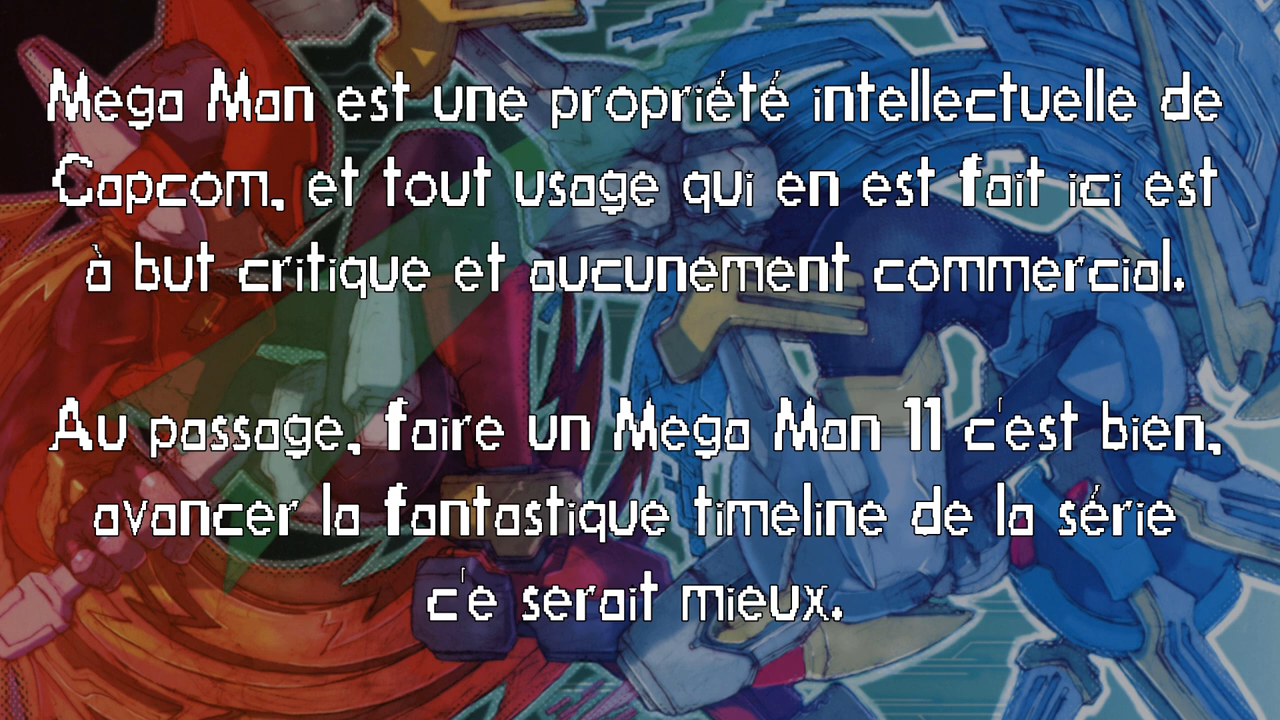 Mega Man est une propriété intellectuelle de
Capcom, et tout usage qui en est fait ici est
à but critique et aucunement commercial.
Au passage, faire un Mega Man 11 c'est bien,
avancer la fantastique timeline de la série
c'e serait mieux.